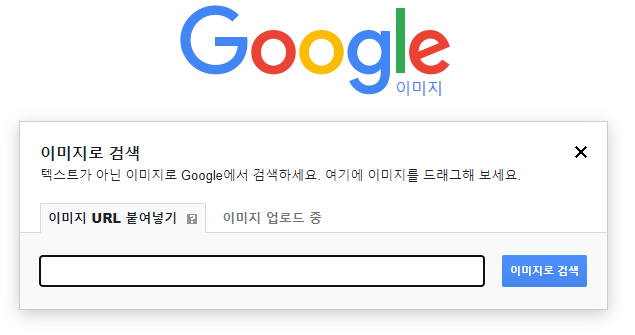 Google
이미지
이미지로 검색
텍스트가 아닌 이미지로 Google에서 검색하세요. 여기에 이미지를 드래그해 보세요.
이미지 URL 붙여넣기 ?
이미지 업로드 중
이미지로 검색